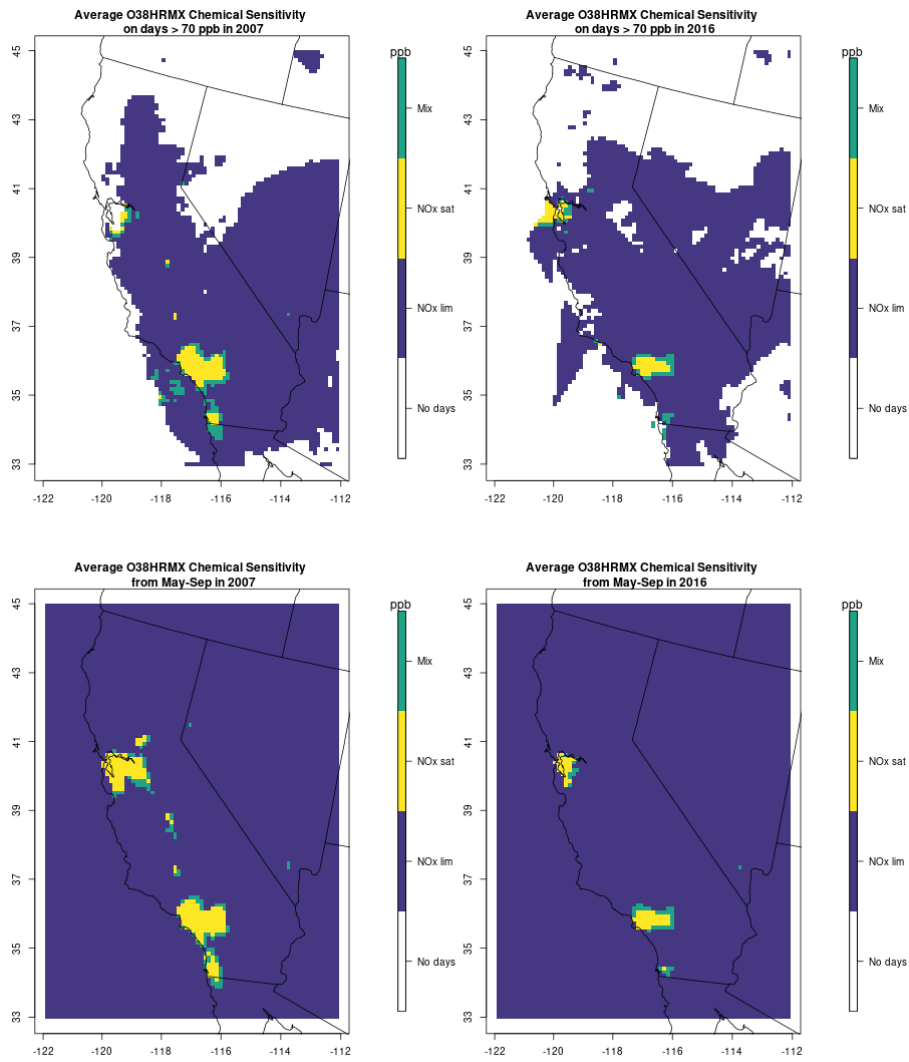 Average O38HRMX Chemical Sensitivity
on days > 70 ppb in 2007
ppb
Mix
NOx sat
NOx lim
No days
45
43
41
39
37
35
33
-122
-120
-118
-116
-114
-112
Average O38HRMX Chemical Sensitivity
on days > 70 ppb in 2016
ppb
Mix
NOx sat
NOx lim
No days
45
43
41
39
37
35
33
-122
-120
-118
-116
-114
-112
Average O38HRMX Chemical Sensitivity
from May-Sep in 2007
ppb
Mix
NOx sat
NOx lim
No days
45
43
41
39
37
35
33
-122
-120
-118
-116
-114
-112
Average O38HRMX Chemical Sensitivity
from May-Sep in 2016
ppb
Mix
NOx sat
NOx lim
No days
45
43
41
39
37
35
33
-122
-120
-118
-116
-114
-112